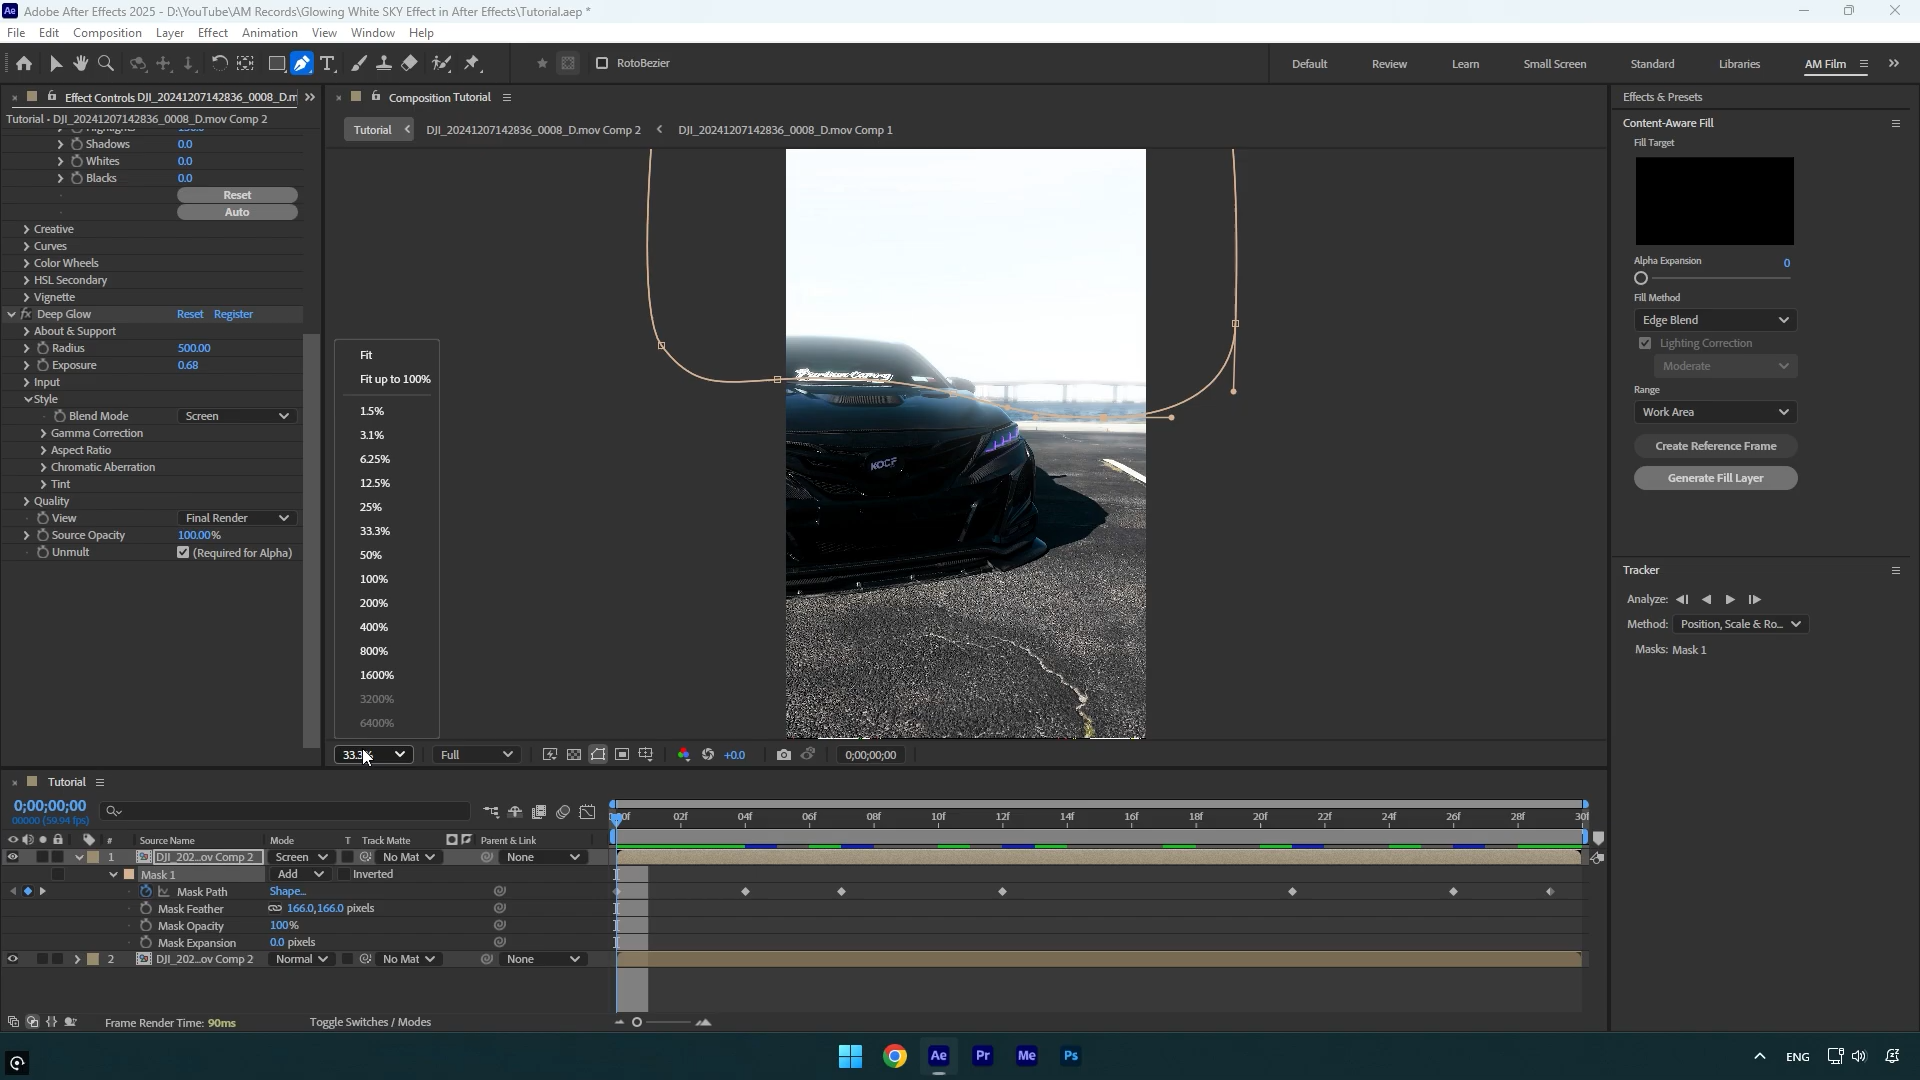 Adobe After Effects 2025 - D:\YouTube\AM Records\Glowing White SKY Effect in After Effects\Tutorial.aep *
File Edit Composition Layer Effect Animation View Window Help
RotoBezier
Default Review Learn Small Screen Standard Libraries AM Film
Effect Controls DJI_20241207142836_0008_D.m
Tutorial • DJI_20241207142836_0008_D.mov Comp 2
Shadows 0.0
Whites 0.0
Blacks 0.0
Reset
Auto
Creative
Curves
Color Wheels
HSL Secondary
Vignette
Deep Glow Reset Register
About & Support
Radius 500.00
Exposure 0.68
Input
Style
Blend Mode Screen
Gamma Correction
Aspect Ratio
Chromatic Aberration
Tint
Quality
View Final Render
Source Opacity 100.00%
Unmult (Required for Alpha)
Composition Tutorial
Tutorial DJI_20241207142836_0008_D.mov Comp 2 DJI_20241207142836_0008_D.mov Comp 1
Fit
Fit up to 100%
1.5%
3.1%
6.25%
12.5%
25%
33.3%
50%
100%
200%
400%
800%
1600%
3200%
6400%
Full +0.0 0;00;00;00
Effects & Presets
Content-Aware Fill
Fill Target
Alpha Expansion 0
Fill Method
Edge Blend
Lighting Correction
Moderate
Range
Work Area
Create Reference Frame
Generate Fill Layer
Tracker
Analyze:
Method: Position, Scale & Ro...
Masks: Mask 1
Tutorial
0;00;00;00
00000 (59.94 fps)
02f 04f 06f 08f 10f 12f 14f 16f 18f 20f 22f 24f 26f 28f 30f
# Source Name Mode T Track Matte Parent & Link
1 DJI_202...ov Comp 2 Screen No Mat None
Mask 1 Add Inverted
Mask Path Shape...
Mask Feather 166.0,166.0 pixels
Mask Opacity 100%
Mask Expansion 0.0 pixels
2 DJI_202...ov Comp 2 Normal No Mat None
Frame Render Time: 90ms Toggle Switches / Modes
Ae Pr Me Ps ENG